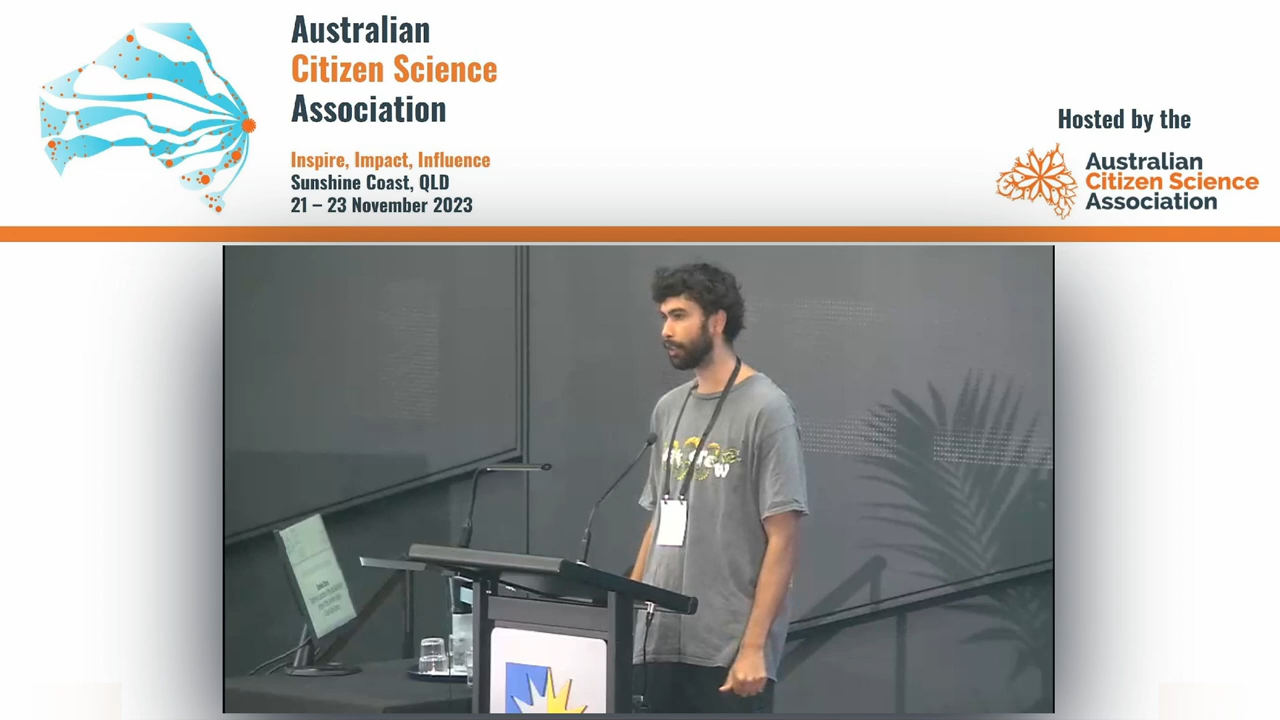 Australian
Citizen Science
Association
Inspire, Impact, Influence
Sunshine Coast, QLD
21 – 23 November 2023
Hosted by the
Australian
Citizen Science
Association